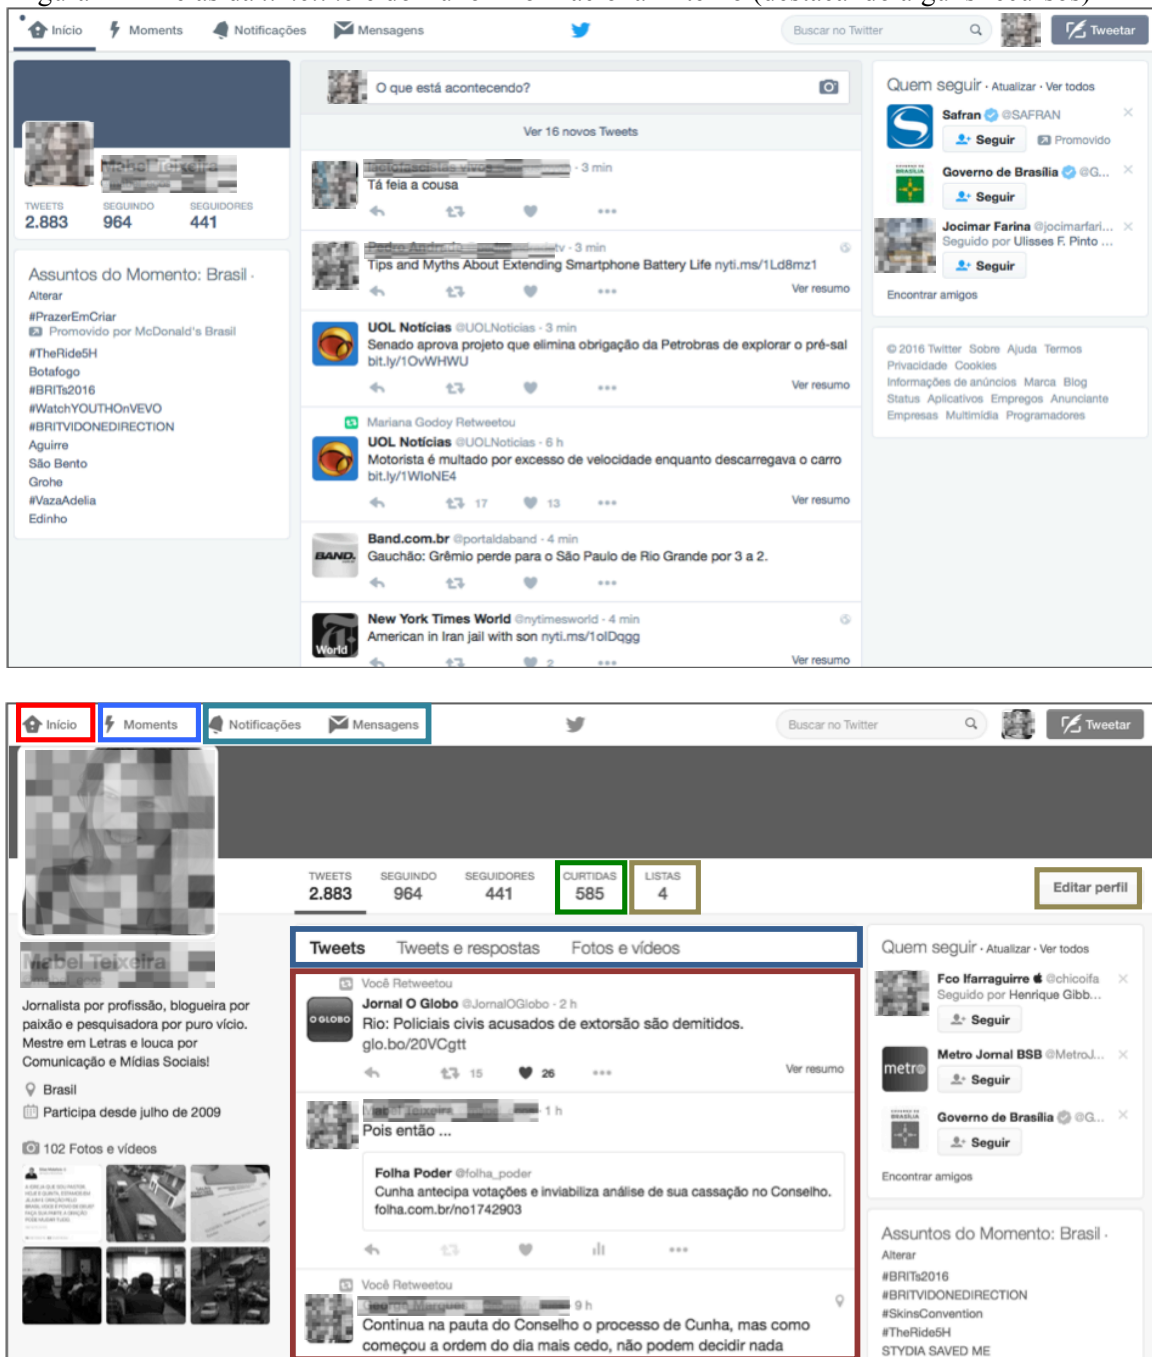 Início Moments Notificações Mensagens Buscar no Twitter Tweetar
TWEETS SEGUINDO SEGUIDORES
2.883 964 441
Assuntos do Momento: Brasil ·
Alterar
#PrazerEmCriar
Promovido por McDonald's Brasil
#TheRide5H
Botafogo
#BRITs2016
#WatchYOUTHOnVEVO
#BRITVIDONEDIRECTION
Aguirre
São Bento
Grohe
#VazaAdelia
Edinho
O que está acontecendo?
Ver 16 novos Tweets
· 3 min
Tá feia a cousa
· 3 min
Tips and Myths About Extending Smartphone Battery Life nyti.ms/1Ld8mz1
Ver resumo
UOL Notícias @UOLNoticias · 3 min
Senado aprova projeto que elimina obrigação da Petrobras de explorar o pré-sal
bit.ly/1OvWHWU
Ver resumo
Mariana Godoy Retweetou
UOL Notícias @UOLNoticias · 6 h
Motorista é multado por excesso de velocidade enquanto descarregava o carro
bit.ly/1WIoNE4
17 13 Ver resumo
BAND.
Band.com.br @portaldaband · 4 min
Gauchão: Grêmio perde para o São Paulo de Rio Grande por 3 a 2.
World
New York Times World @nytimesworld · 4 min
American in Iran jail with son nyti.ms/1oIDqgg
2 Ver resumo
Quem seguir · Atualizar · Ver todos
Safran @SAFRAN
Seguir Promovido
Governo de Brasília @G...
Seguir
Jocimar Farina @jocimarfari...
Seguido por Ulisses F. Pinto ...
Seguir
Encontrar amigos
© 2016 Twitter Sobre Ajuda Termos
Privacidade Cookies
Informações de anúncios Marca Blog
Status Aplicativos Empregos Anunciante
Empresas Multimídia Programadores
Início Moments Notificações Mensagens Buscar no Twitter Tweetar
TWEETS SEGUINDO SEGUIDORES CURTIDAS LISTAS
2.883 964 441 585 4
Editar perfil
Mabel Teixeira
Jornalista por profissão, blogueira por
paixão e pesquisadora por puro vício.
Mestre em Letras e louca por
Comunicação e Mídias Sociais!
Brasil
Participa desde julho de 2009
102 Fotos e vídeos
Tweets Tweets e respostas Fotos e vídeos
Você Retweetou
O GLOBO
Jornal O Globo @JornalOGlobo · 2 h
Rio: Policiais civis acusados de extorsão são demitidos.
glo.bo/20VCgtt
15 26 Ver resumo
Mabel Teixeira · 1 h
Pois então ...
Folha Poder @folha_poder
Cunha antecipa votações e inviabiliza análise de sua cassação no Conselho.
folha.com.br/no1742903
Você Retweetou
9 h
Continua na pauta do Conselho o processo de Cunha, mas como
começou a ordem do dia mais cedo, não podem decidir nada
Quem seguir · Atualizar · Ver todos
Fco Ifarraguirre @chicoifa
Seguido por Henrique Gibb...
Seguir
metro
Metro Jornal BSB @MetroJ...
Seguir
Governo de Brasília @G...
Seguir
Encontrar amigos
Assuntos do Momento: Brasil ·
Alterar
#BRITs2016
#BRITVIDONEDIRECTION
#SkinsConvention
#TheRide5H
STYDIA SAVED ME